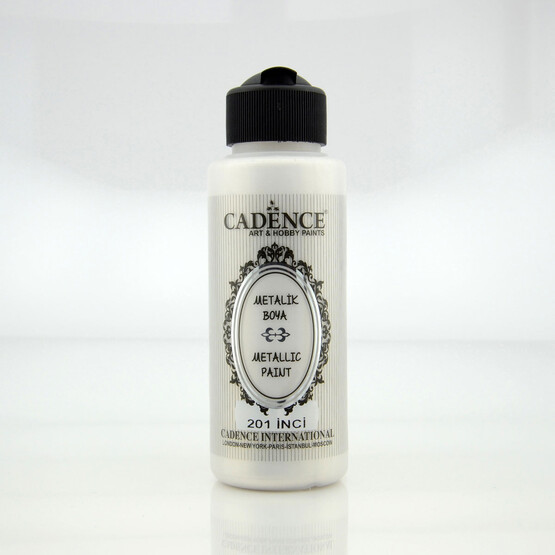 CADENCE®
ART & HOBBY PAINTS
METALİK
BOYA
METALLIC
PAINT
201 İNCİ
CADENCE INTERNATIONAL
LONDON-NEW YORK-PARIS-ISTANBUL-MOSCOW